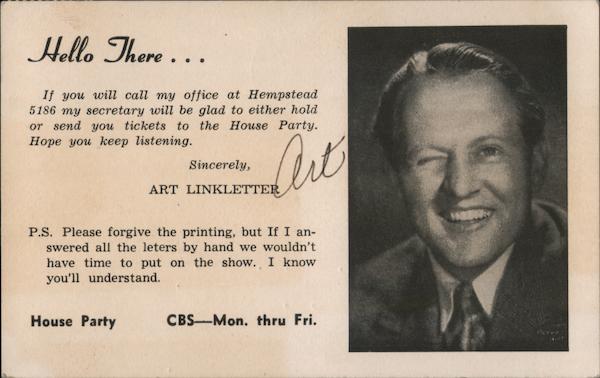 Hello There . . .
If you will call my office at Hempstead
5186 my secretary will be glad to either hold
or send you tickets to the House Party.
Hope you keep listening.
Sincerely,
ART LINKLETTER
Art
P.S. Please forgive the printing, but If I an-
swered all the leters by hand we wouldn't
have time to put on the show. I know
you'll understand.
House Party CBS—Mon. thru Fri.